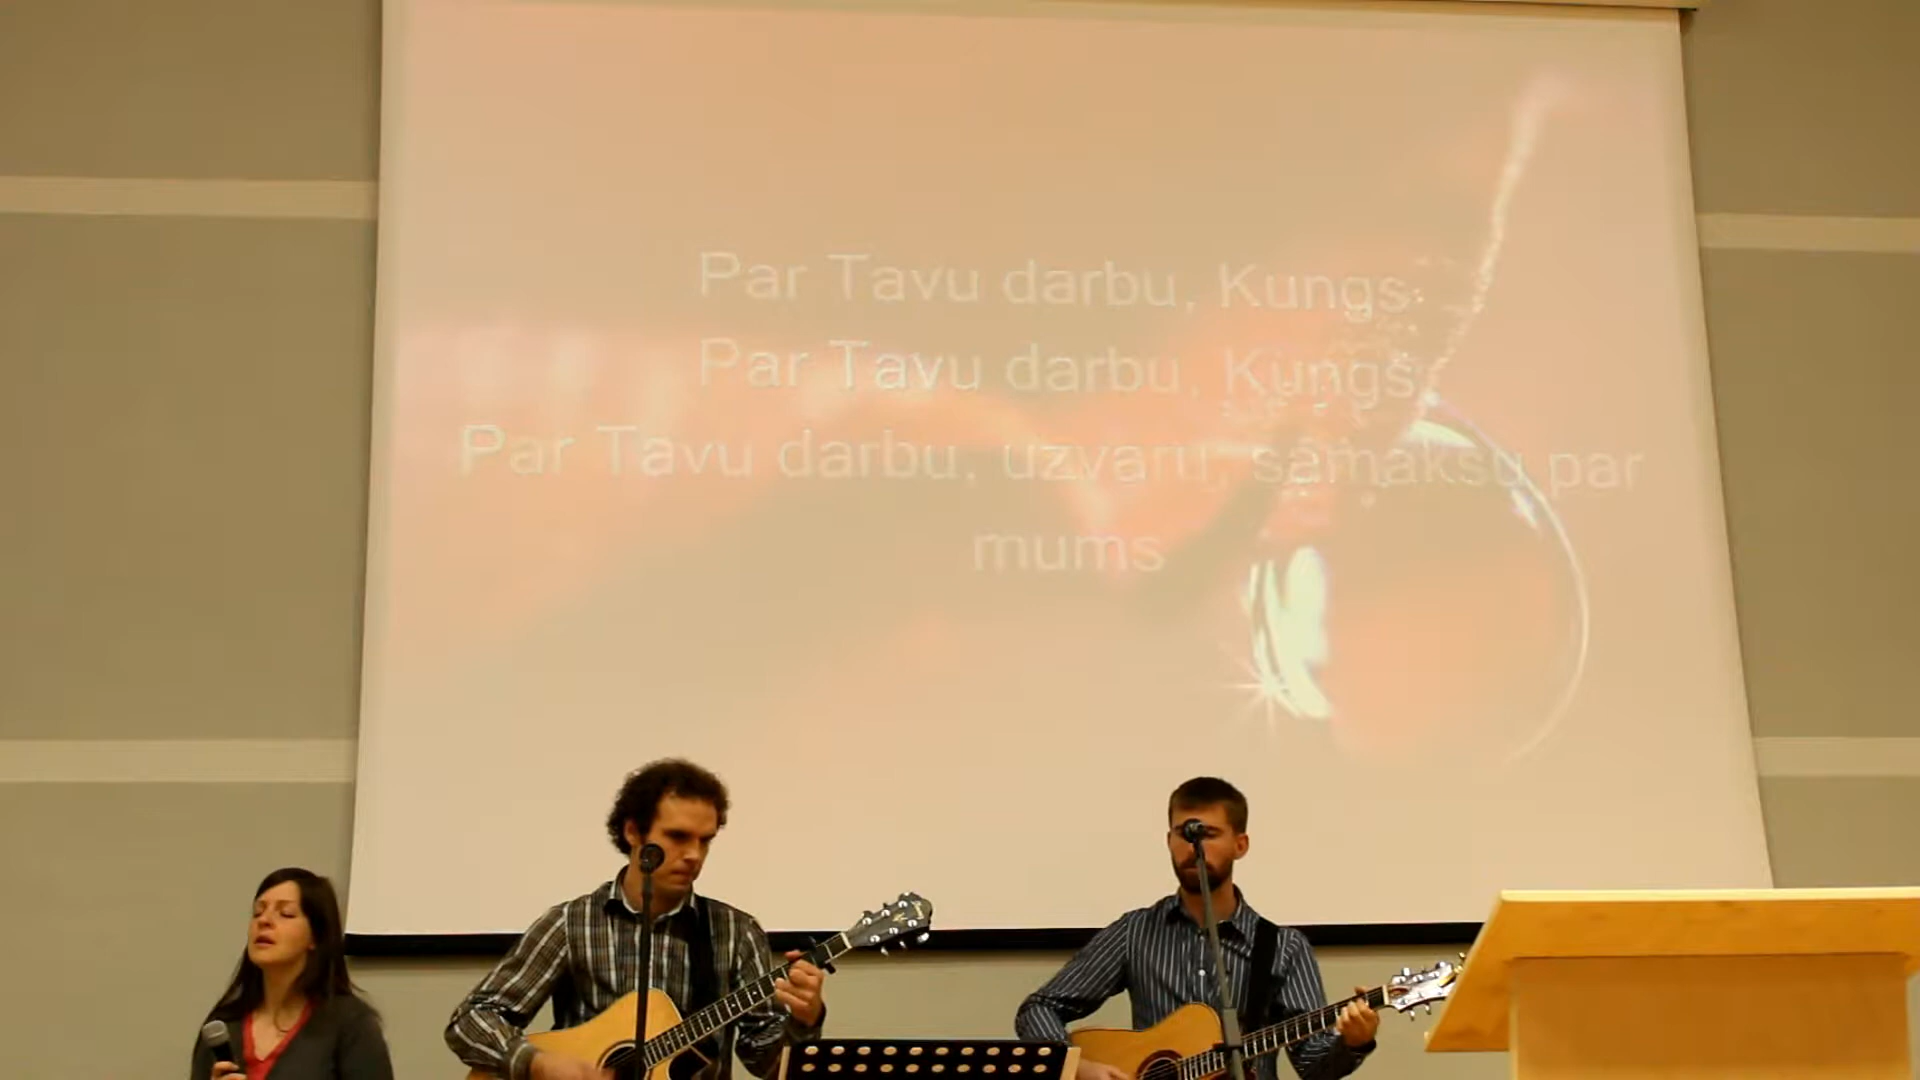 Par Tavu darbu, Kungs
Par Tavu darbu, Kungs
Par Tavu darbu, uzvaru, samaksu par
mums